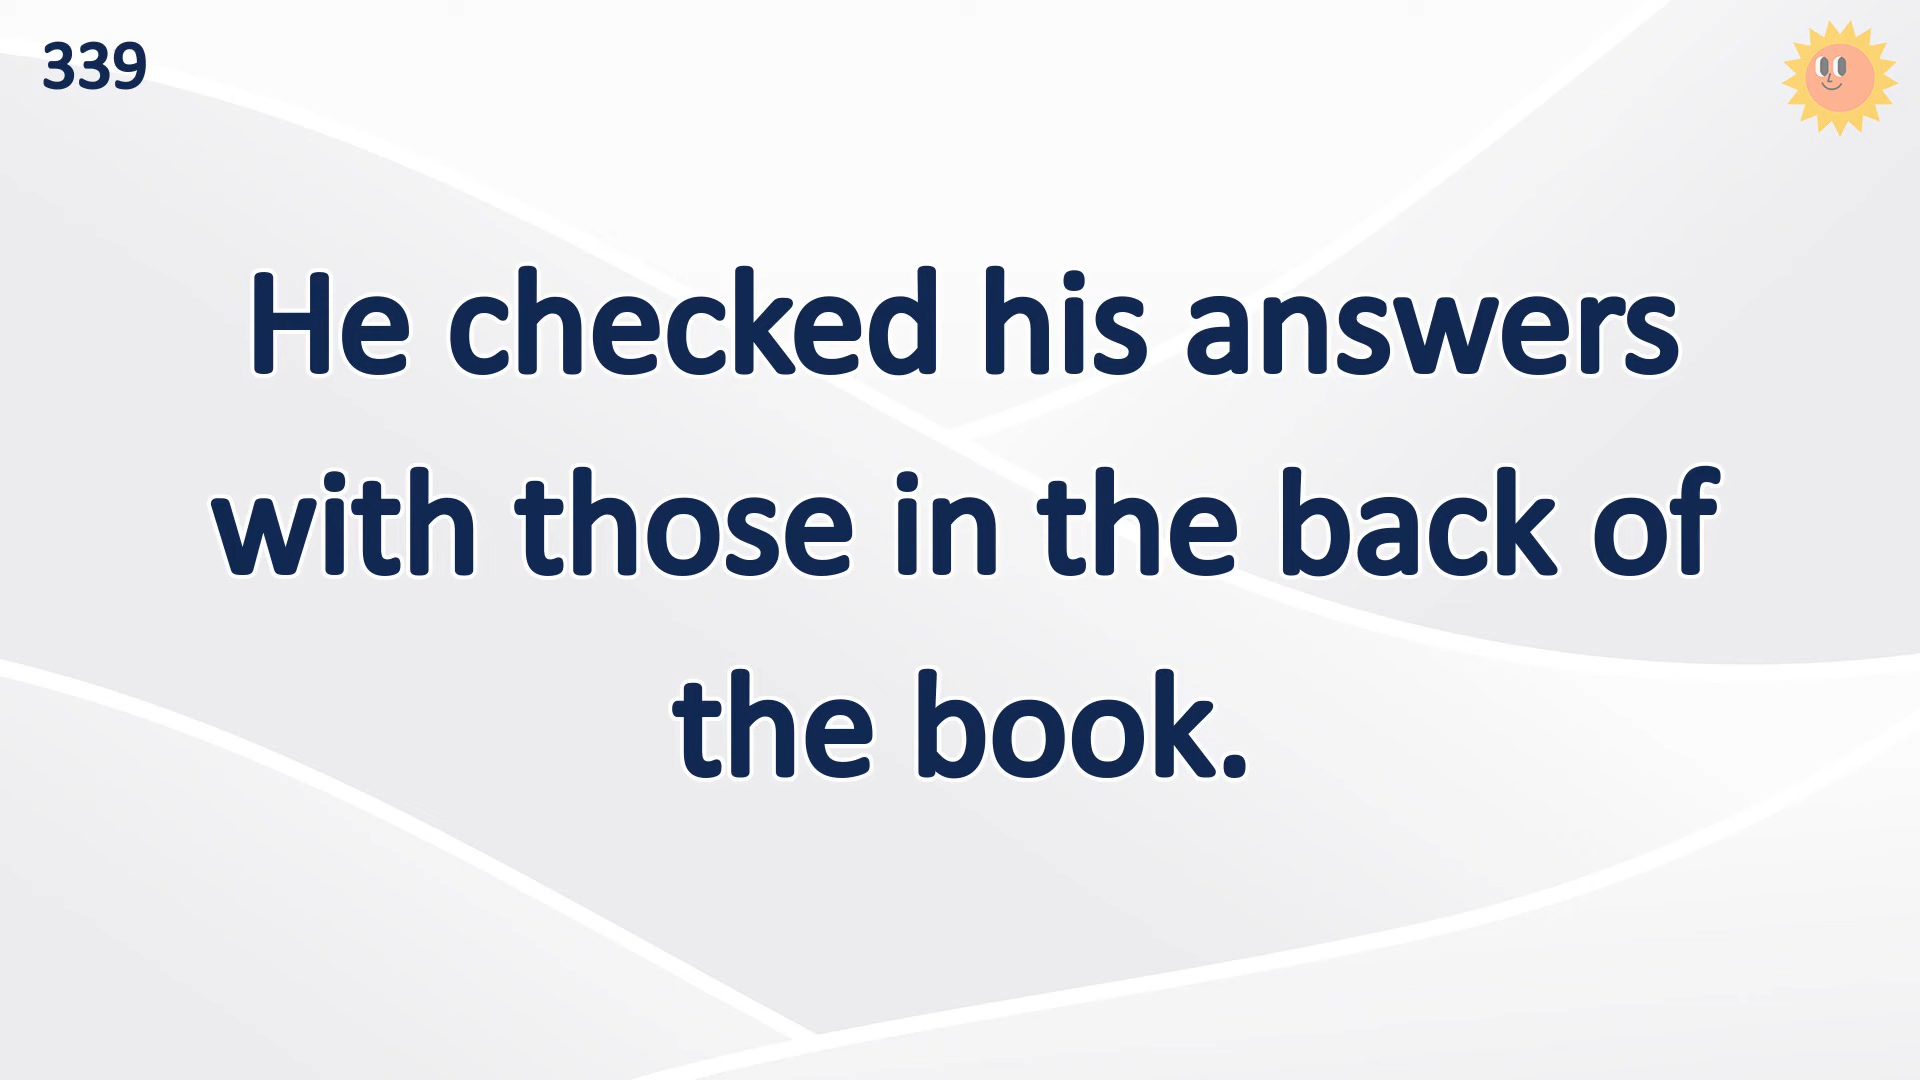 339
He checked his answers
with those in the back of
the book.